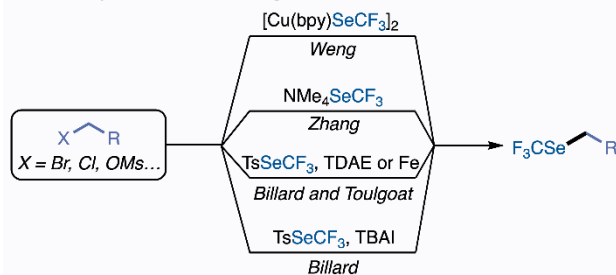 [Cu(bpy)SeCF3]2
Weng
NMe4SeCF3
Zhang
X R
X = Br, Cl, OMs...
TsSeCF3, TDAE or Fe
Billard and Toulgoat
F3CSe R
TsSeCF3, TBAI
Billard